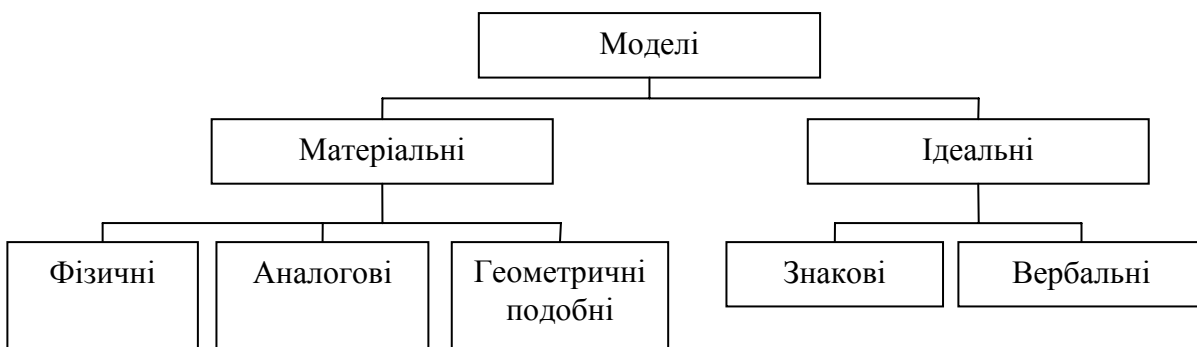 Моделі
Матеріальні
Ідеальні
Фізичні
Аналогові
Геометричні
подобні
Знакові
Вербальні